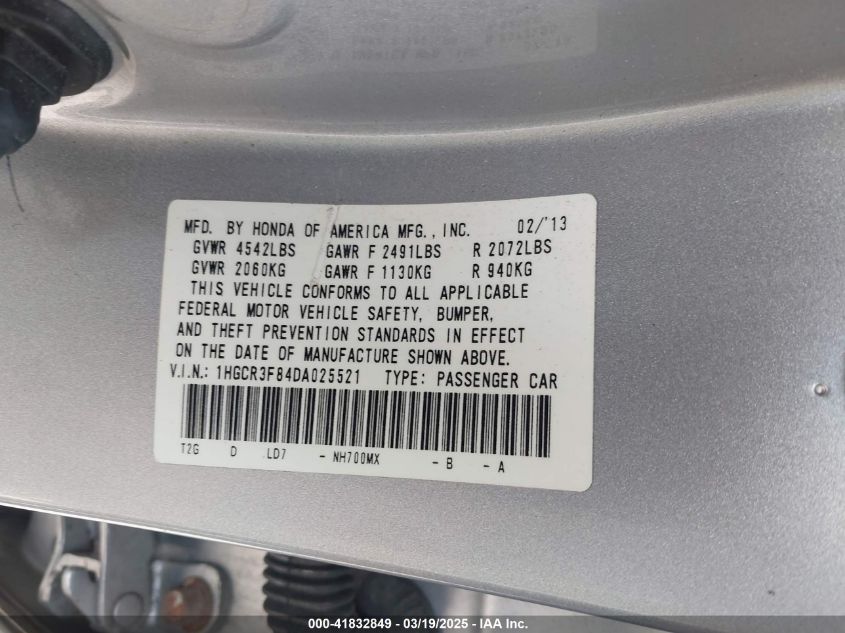 MFD. BY HONDA OF AMERICA MFG., INC. 02/'13
GVWR 4542LBS GAWR F 2491LBS R 2072LBS
GVWR 2060KG GAWR F 1130KG R 940KG
THIS VEHICLE CONFORMS TO ALL APPLICABLE
FEDERAL MOTOR VEHICLE SAFETY, BUMPER,
AND THEFT PREVENTION STANDARDS IN EFFECT
ON THE DATE OF MANUFACTURE SHOWN ABOVE.
V.I.N.: 1HGCR3F84DA025521 TYPE: PASSENGER CAR
T2G D LD7 - NH700MX - B - A
000-41832849 - 03/19/2025 - IAA Inc.